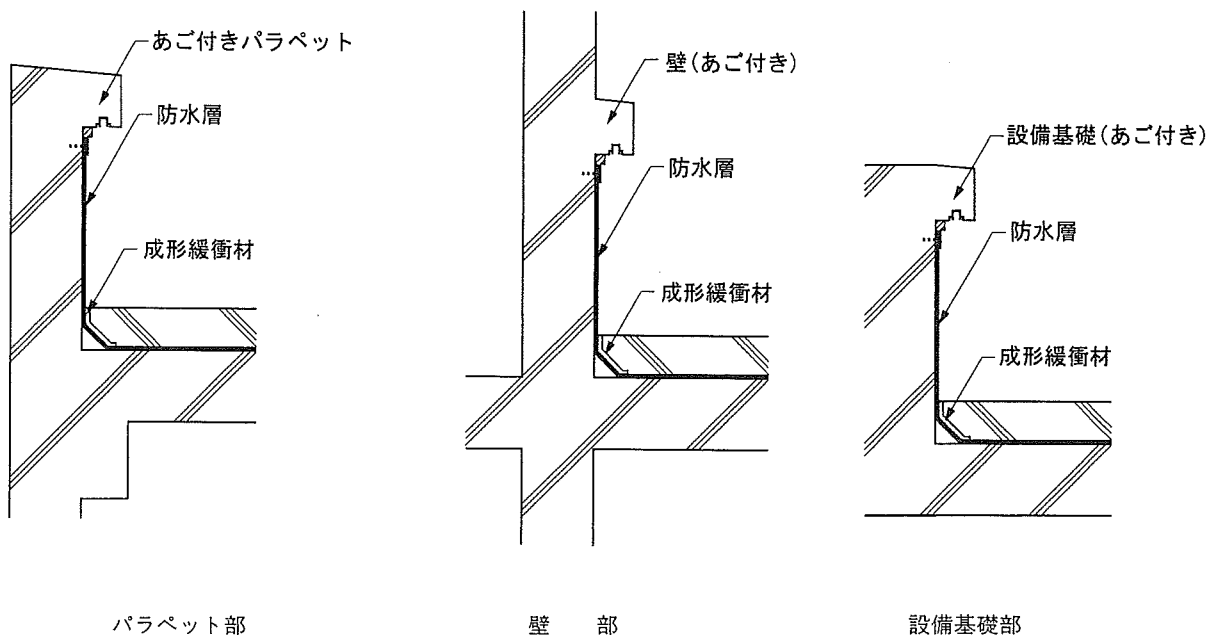 あご付きパラペット
防水層
成形緩衝材
パラペット部
壁(あご付き)
防水層
成形緩衝材
壁　部
設備基礎(あご付き)
防水層
成形緩衝材
設備基礎部